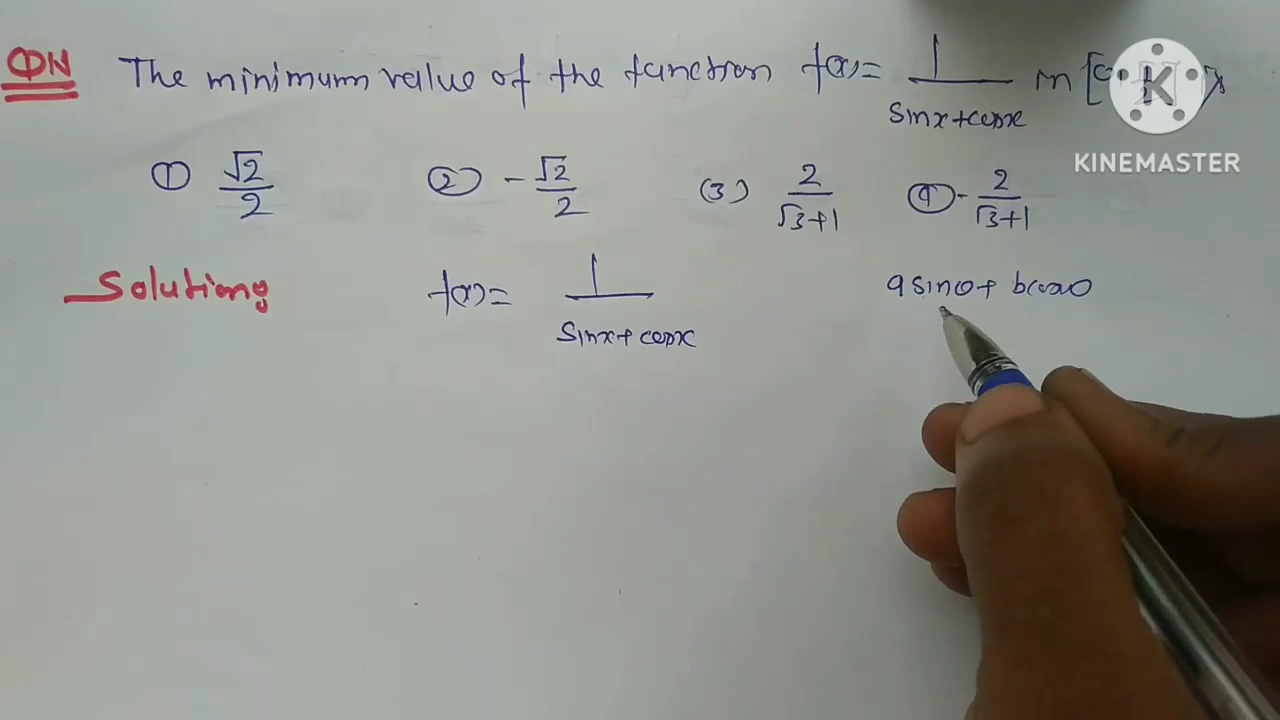 QN The minimum value of the function f(x)= 1/(sinx+cosx) in [0,
① √2/2 ② -√2/2 (3) 2/(√3+1) ④ -2/(√3+1)
Solution:
f(x)= 1/(sinx+cosx)
a sinθ+ bcosθ
KINEMASTER